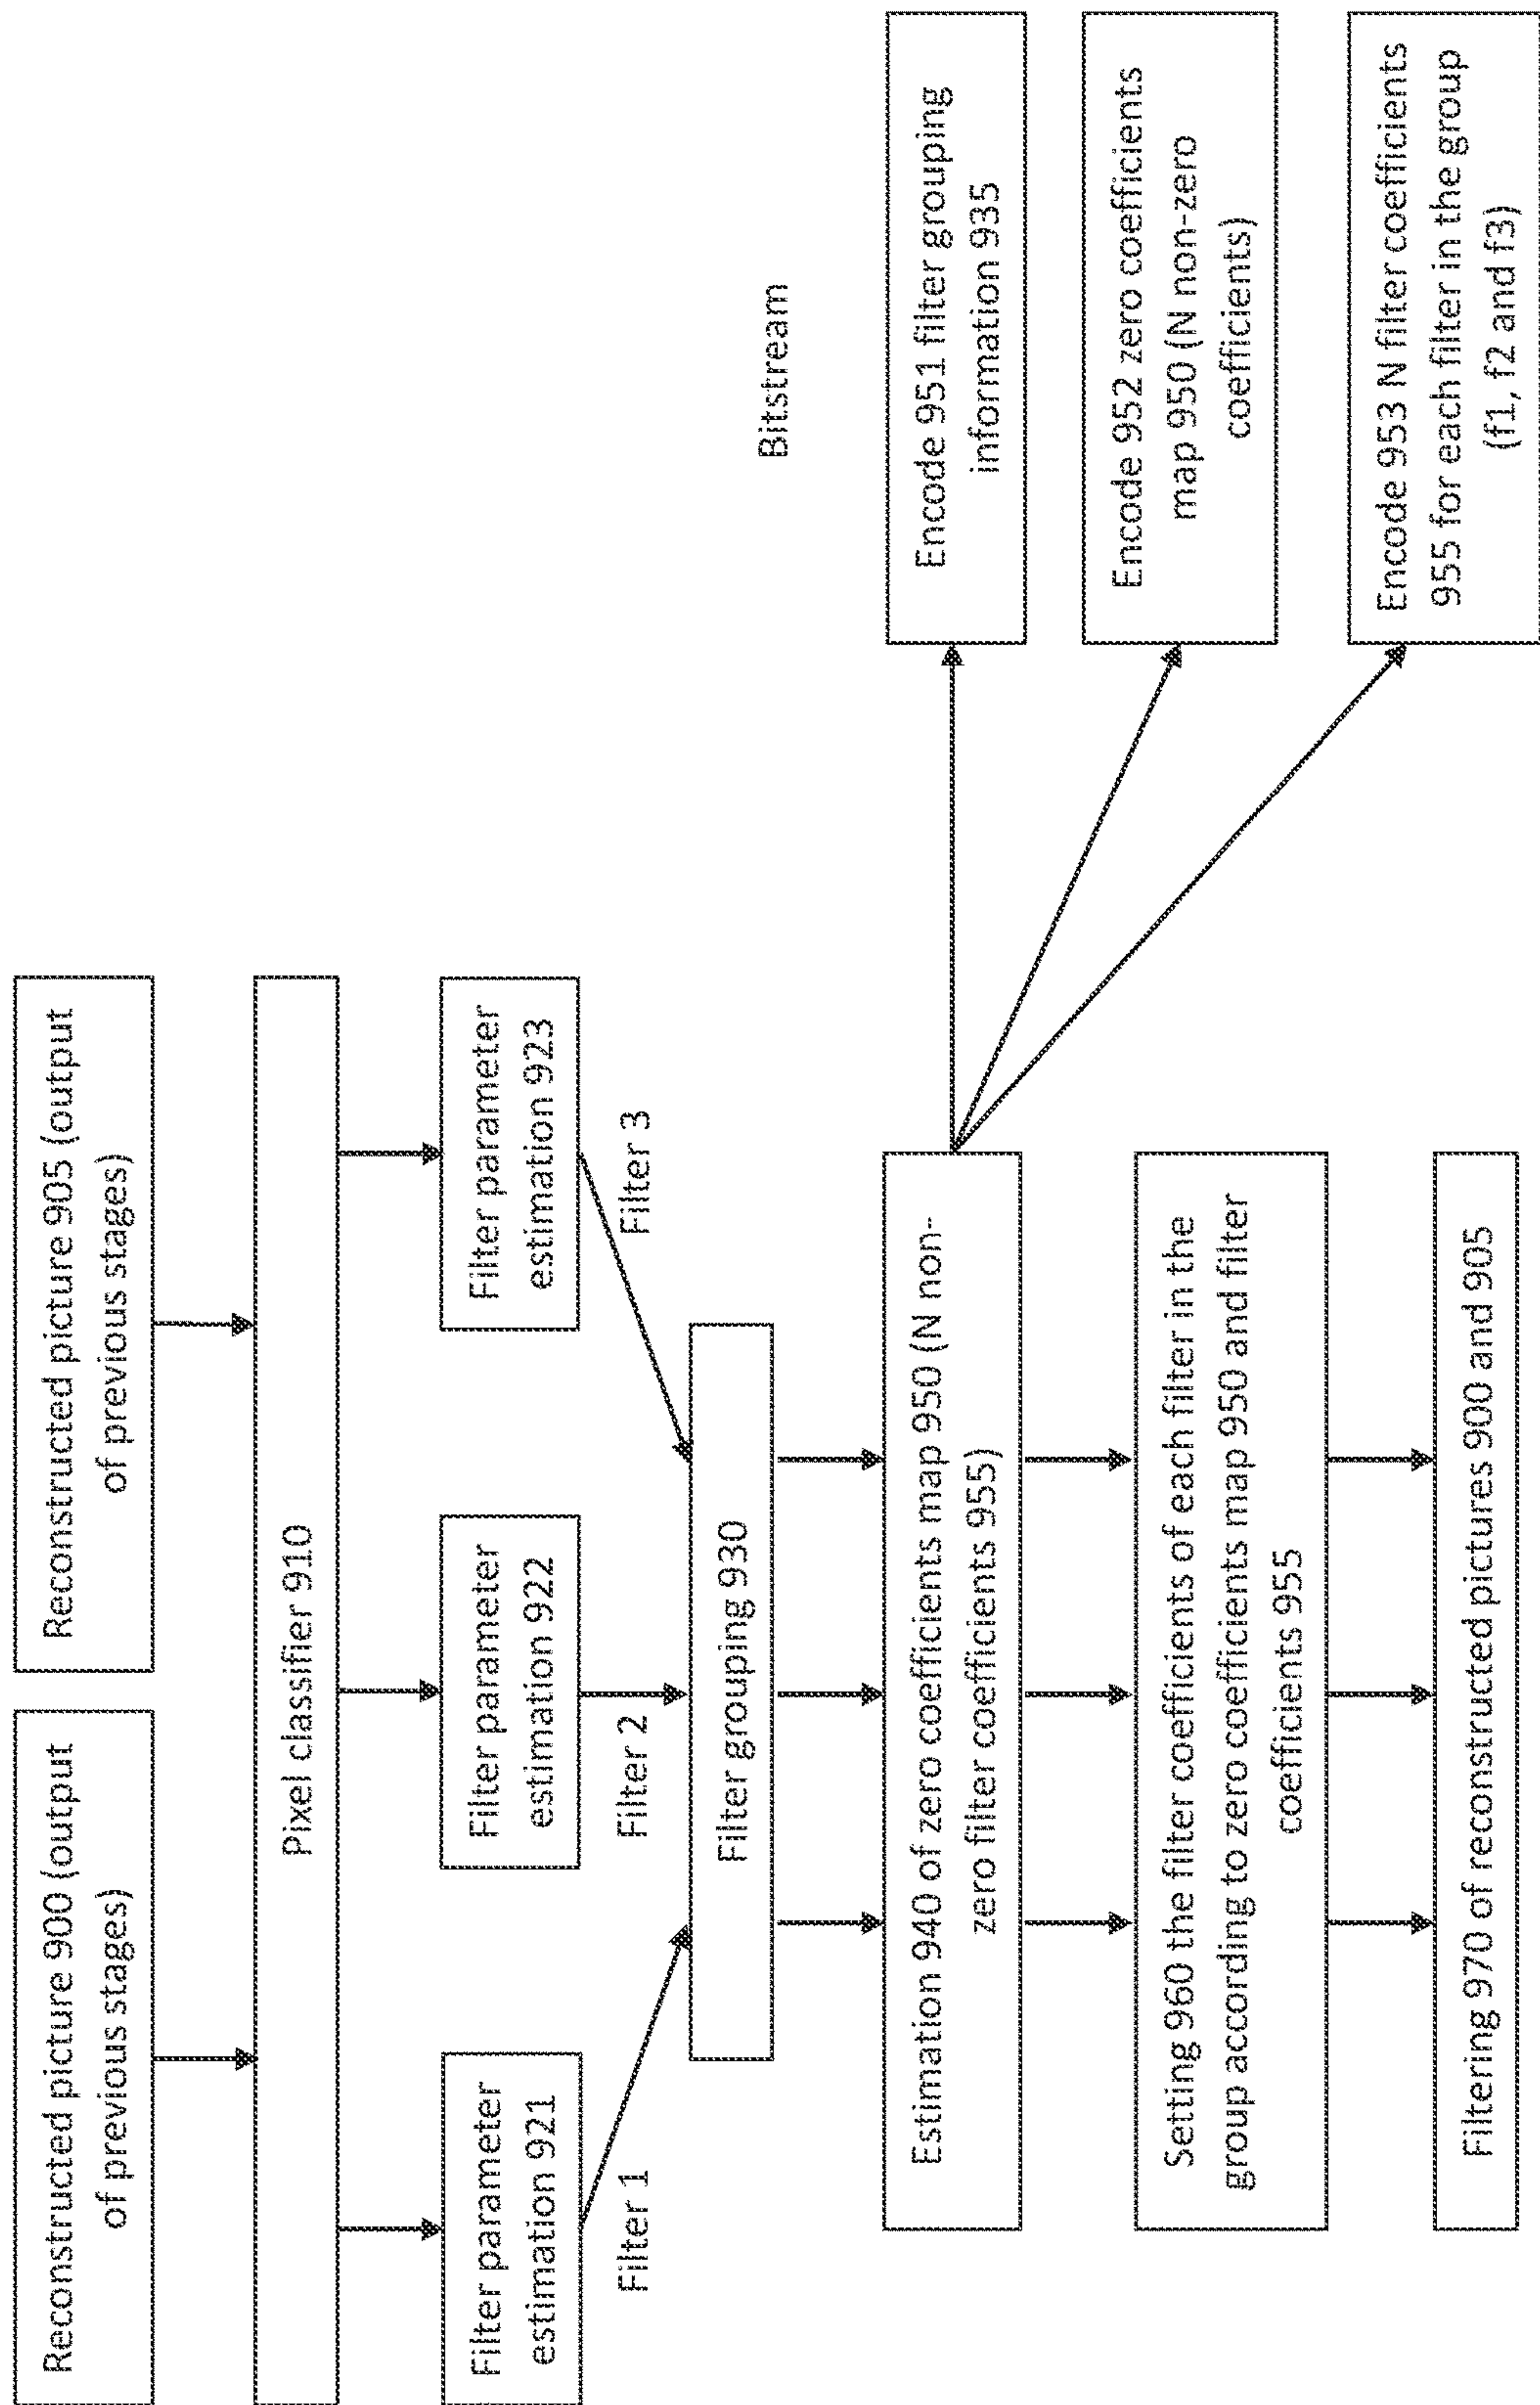 Reconstructed picture 900 (output
of previous stages)
Reconstructed picture 905 (output
of previous stages)
Pixel classifier 910
Filter parameter
estimation 921
Filter parameter
estimation 922
Filter parameter
estimation 923
Filter 1
Filter 2
Filter 3
Filter grouping 930
Bitstream
Estimation 940 of zero coefficients map 950 (N non-
zero filter coefficients 955)
Encode 951 filter grouping
information 935
Encode 952 zero coefficients
map 950 (N non-zero
coefficients)
Setting 960 the filter coefficients of each filter in the
group according to zero coefficients map 950 and filter
coefficients 955
Encode 953 N filter coefficients
955 for each filter in the group
(f1, f2 and f3)
Filtering 970 of reconstructed pictures 900 and 905